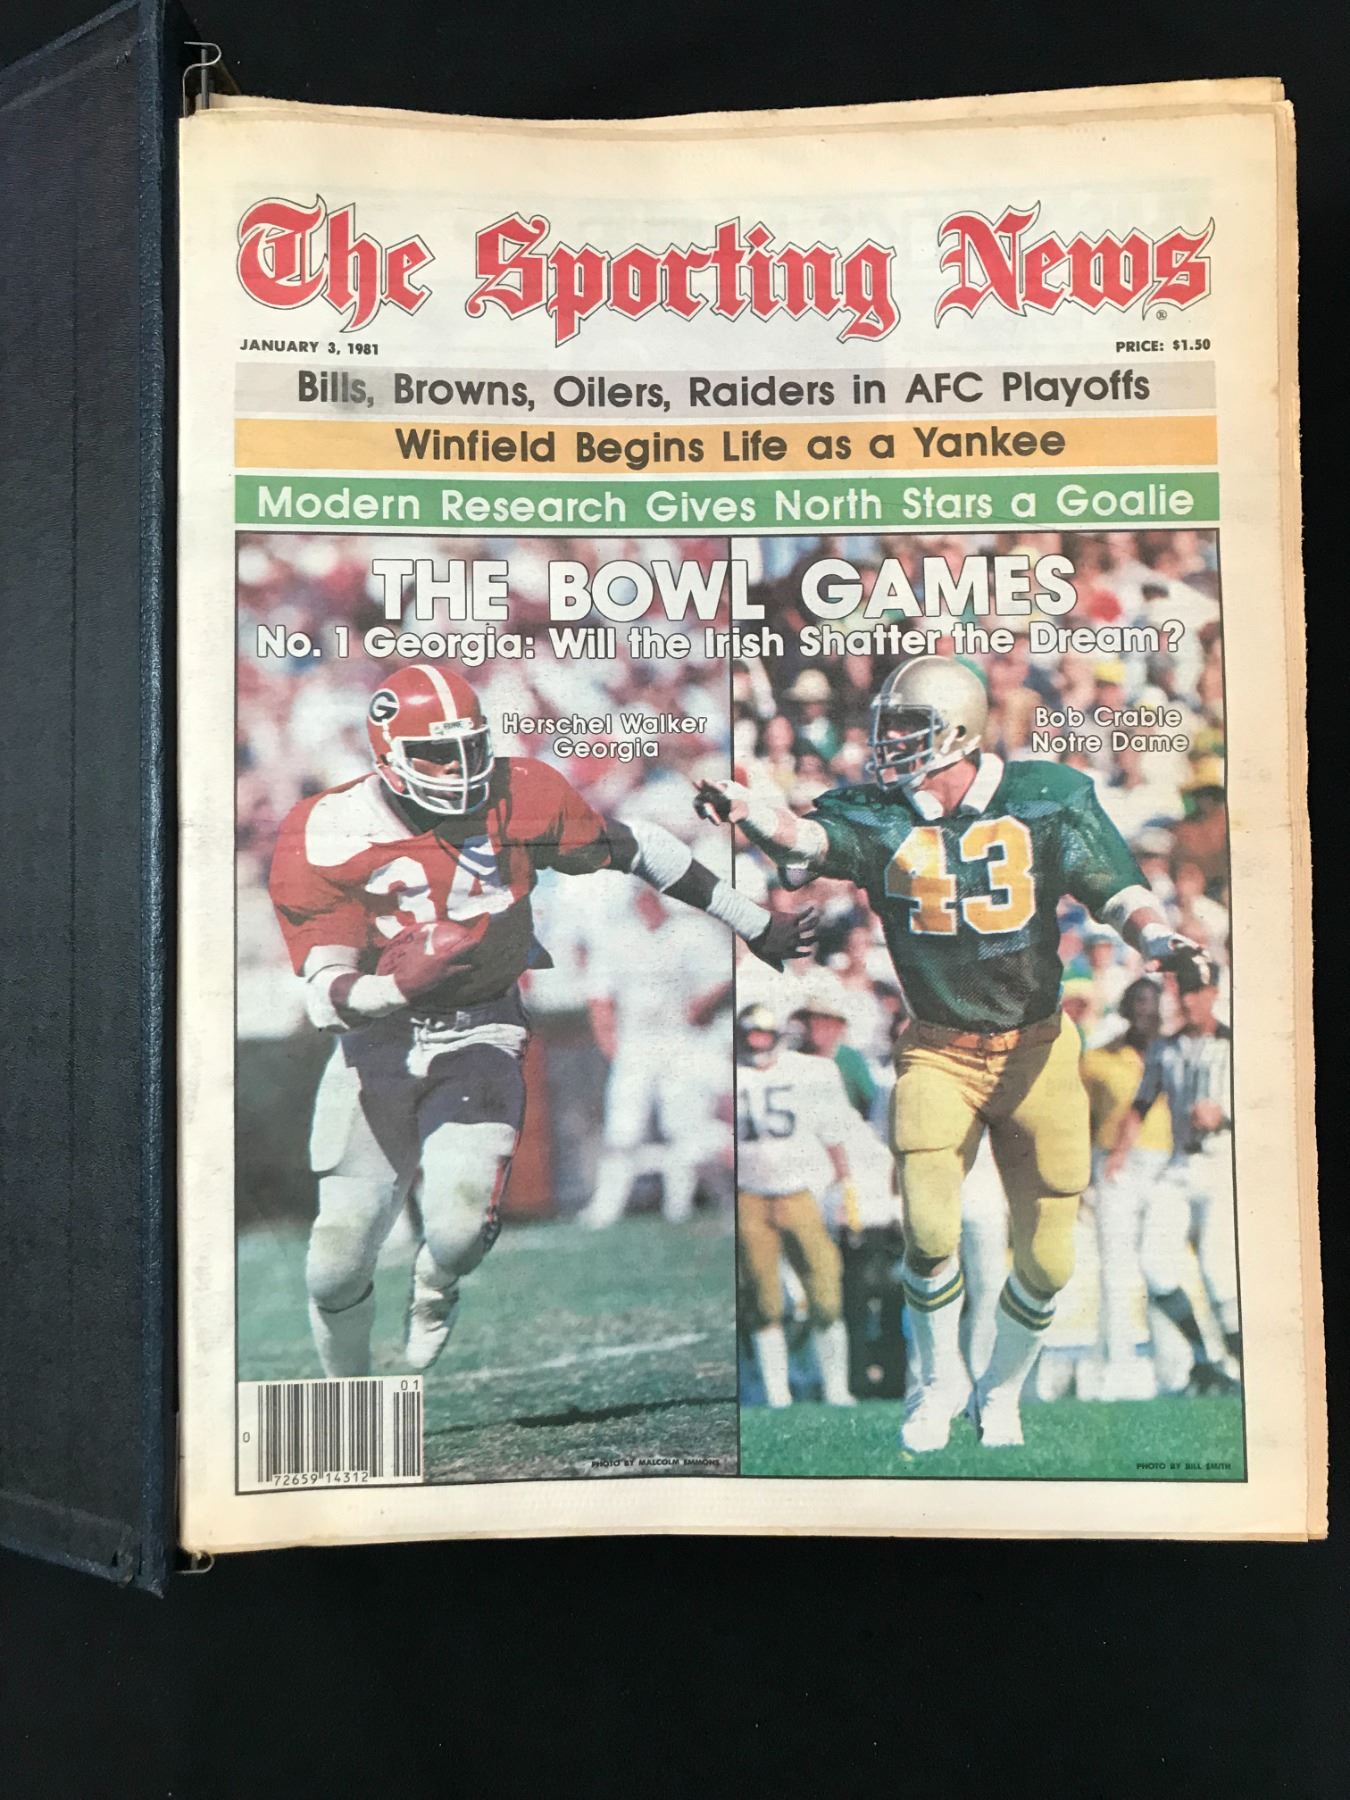 The Sporting News
®
JANUARY 3, 1981
PRICE: $1.50
Bills, Browns, Oilers, Raiders in AFC Playoffs
Winfield Begins Life as a Yankee
Modern Research Gives North Stars a Goalie
THE BOWL GAMES
No. 1 Georgia: Will the Irish Shatter the Dream?
G
Herschel Walker
Georgia
Bob Crable
Notre Dame
34
43
15
01
0
72659 14312
PHOTO BY MALCOLM EMMONS
PHOTO BY BILL SMITH